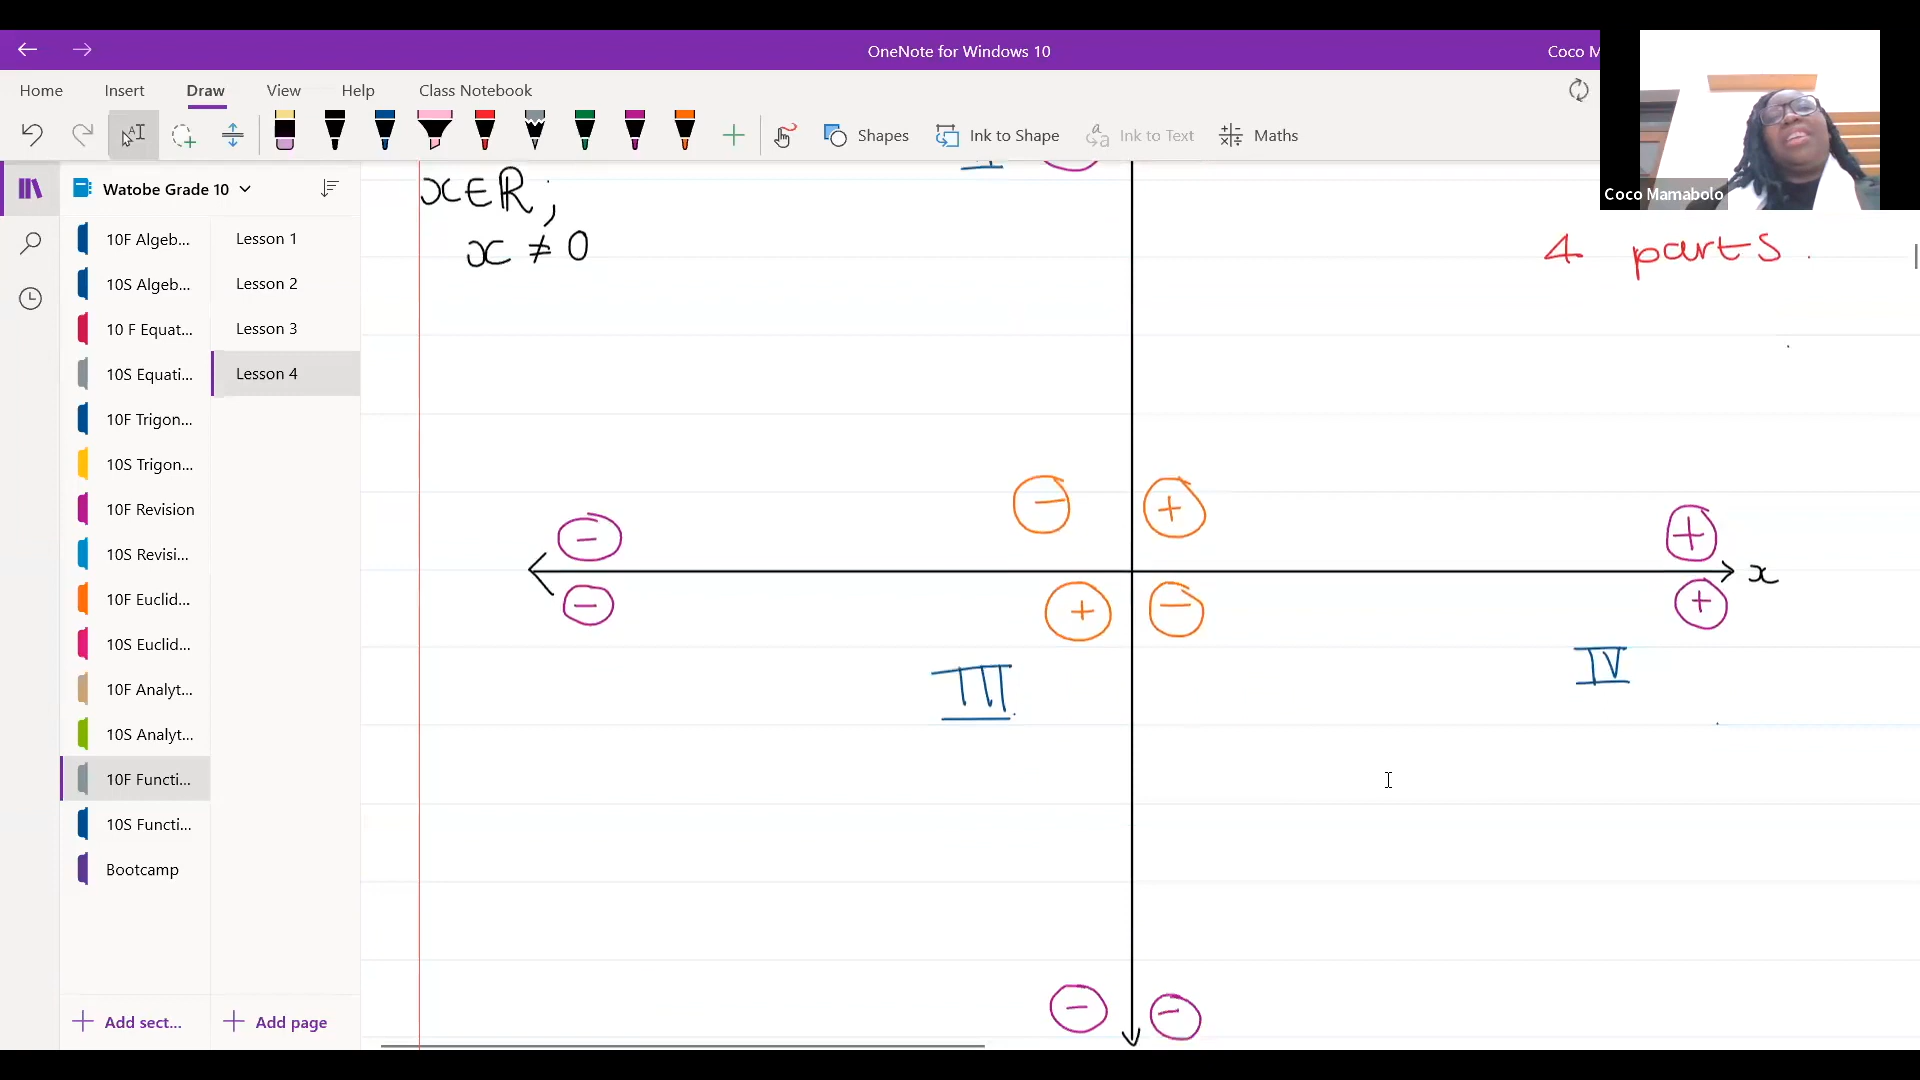 OneNote for Windows 10
Coco M
Home Insert Draw View Help Class Notebook
Shapes Ink to Shape Ink to Text Maths
Coco Mamabolo
Watobe Grade 10
10F Algeb...
10S Algeb...
10 F Equat...
10S Equati...
10F Trigon...
10S Trigon...
10F Revision
10S Revisi...
10F Euclid...
10S Euclid...
10F Analyt...
10S Analyt...
10F Functi...
10S Functi...
Bootcamp
Add sect...
Lesson 1
Lesson 2
Lesson 3
Lesson 4
Add page
x∈R;
x ≠ 0
4 parts.
− +
− +
x
− + − +
III IV
− −